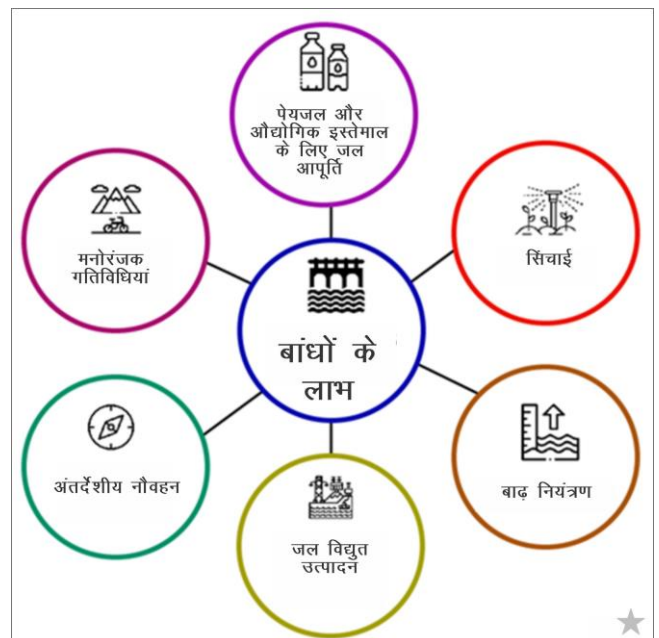 पेयजल और
औद्योगिक इस्तेमाल
के लिए जल
आपूर्ति
सिंचाई
मनोरंजक
गतिविधियां
बांधों के
लाभ
अंतर्देशीय नौवहन
बाढ़ नियंत्रण
जल विद्युत
उत्पादन